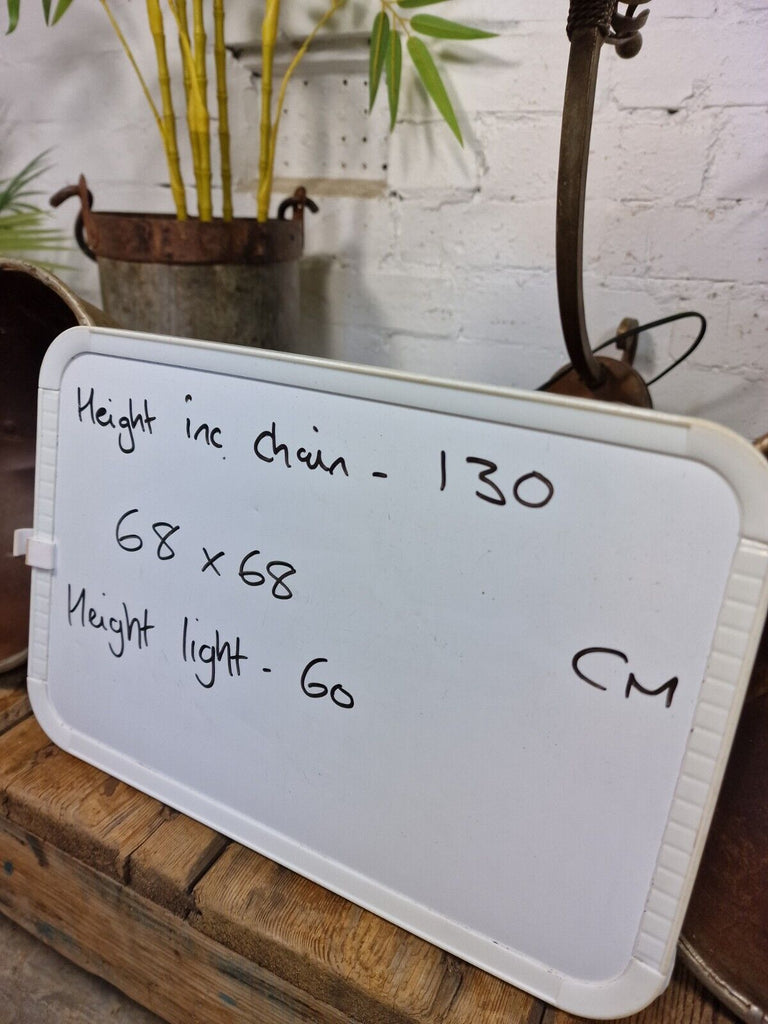 Height inc. chain - 130
68 x 68
Height light - 60
CM